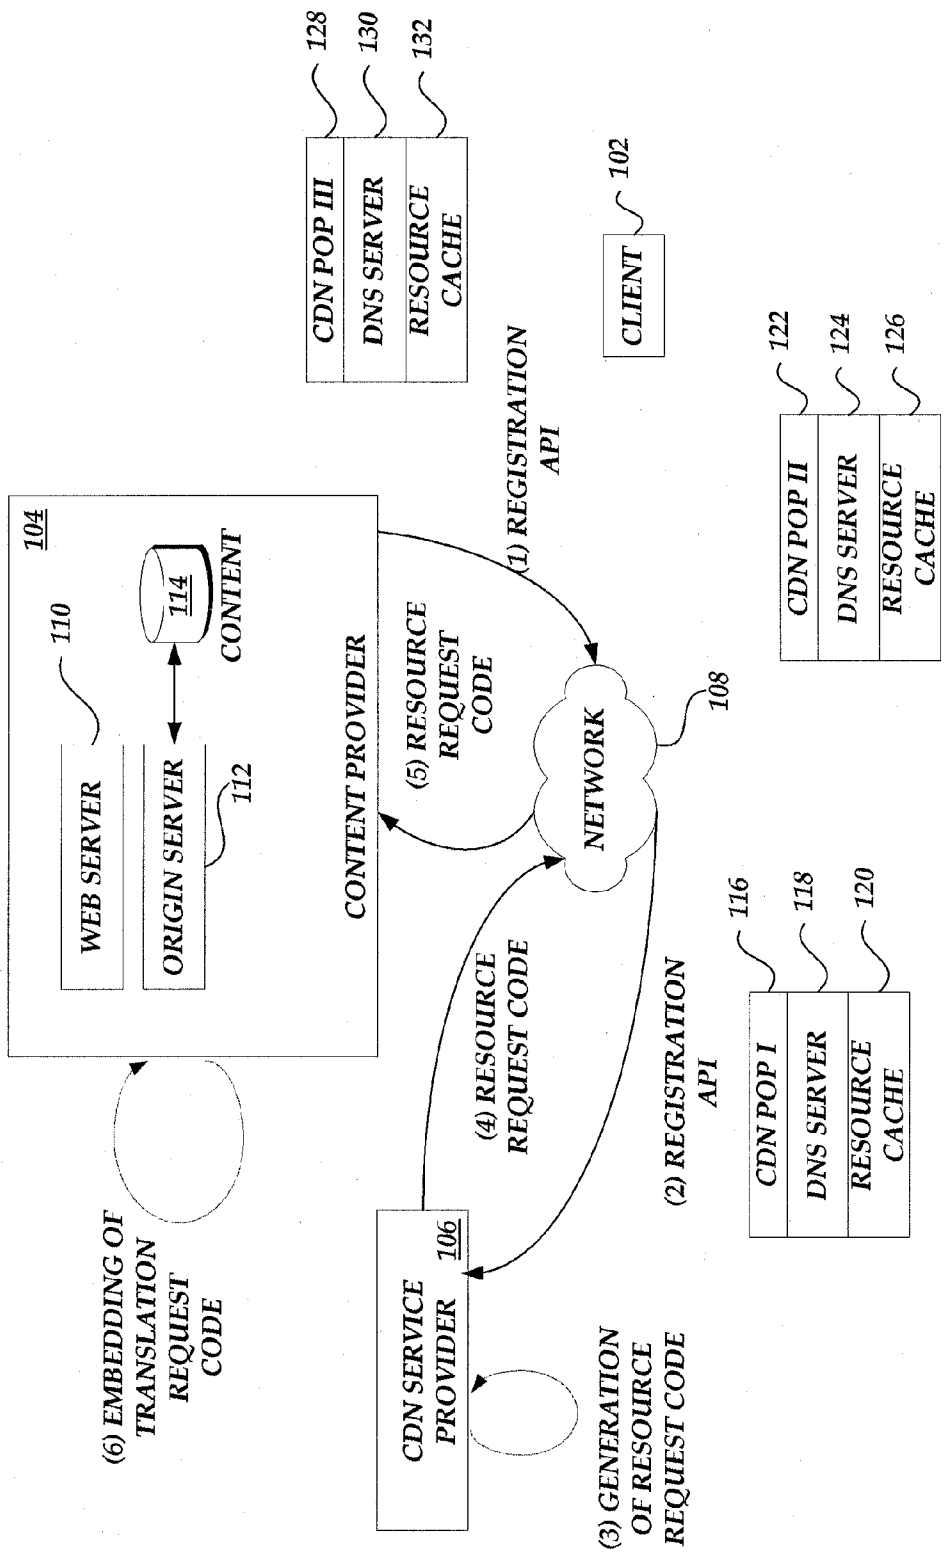 (6) EMBEDDING OF
TRANSLATION
REQUEST
CODE
104
110
WEB SERVER
ORIGIN SERVER
112
114
CONTENT
CONTENT PROVIDER
128
130
132
CDN POP III
DNS SERVER
RESOURCE
CACHE
CDN SERVICE
PROVIDER
106
(3) GENERATION
OF RESOURCE
REQUEST CODE
(4) RESOURCE
REQUEST CODE
(5) RESOURCE
REQUEST
CODE
(1) REGISTRATION
API
NETWORK
108
(2) REGISTRATION
API
CLIENT
102
116
118
120
CDN POP I
DNS SERVER
RESOURCE
CACHE
122
124
126
CDN POP II
DNS SERVER
RESOURCE
CACHE